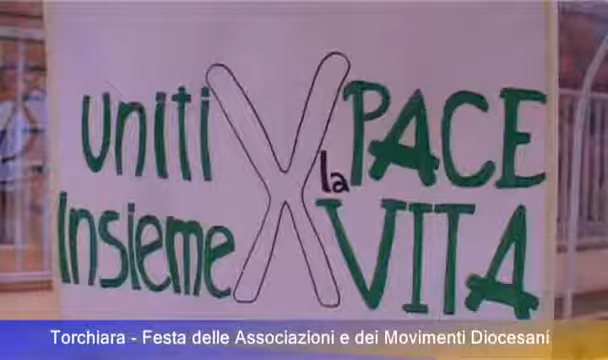 uniti X la PACE
Insieme VITA
Torchiara - Festa delle Associazioni e dei Movimenti Diocesani